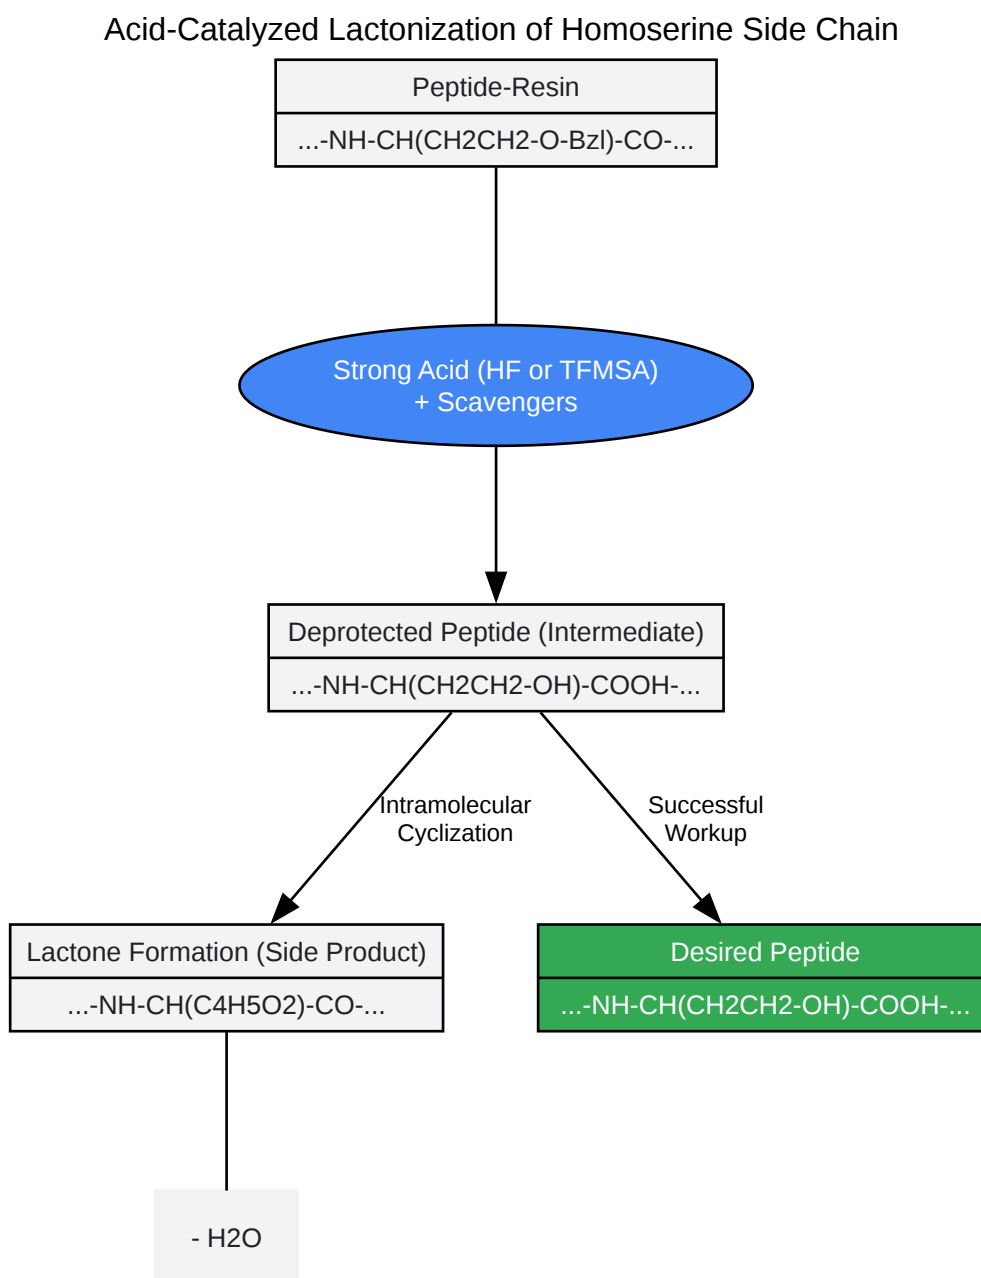 Acid-Catalyzed Lactonization of Homoserine Side Chain
Peptide-Resin
...-NH-CH(CH2CH2-O-Bzl)-CO-...
Strong Acid (HF or TFMSA)
+ Scavengers
Deprotected Peptide (Intermediate)
...-NH-CH(CH2CH2-OH)-COOH-...
Intramolecular
Cyclization
Successful
Workup
Lactone Formation (Side Product)
...-NH-CH(C4H5O2)-CO-...
Desired Peptide
...-NH-CH(CH2CH2-OH)-COOH-...
- H2O